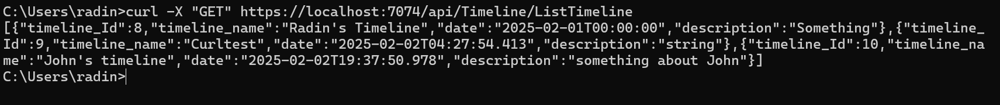 C:\Users\radin>curl -X "GET" https://localhost:7074/api/Timeline/ListTimeline
[{"timeline_Id":8,"timeline_name":"Radin's Timeline","date":"2025-02-01T00:00:00","description":"Something"},{"timeline_
Id":9,"timeline_name":"Curltest","date":"2025-02-02T04:27:54.413","description":"string"},{"timeline_Id":10,"timeline_na
me":"John's timeline","date":"2025-02-02T19:37:50.978","description":"something about John"}]
C:\Users\radin>